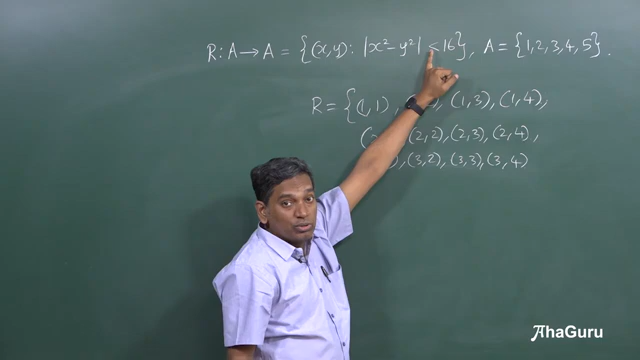 R: A → A = {(x,y): |x² − y²| < 16}, A = {1, 2, 3, 4, 5}.
R = {(1, 1), (1, 3), (1, 4),
(2, 2), (2, 3), (2, 4),
(3, 2), (3, 3), (3, 4)
AhaGuru